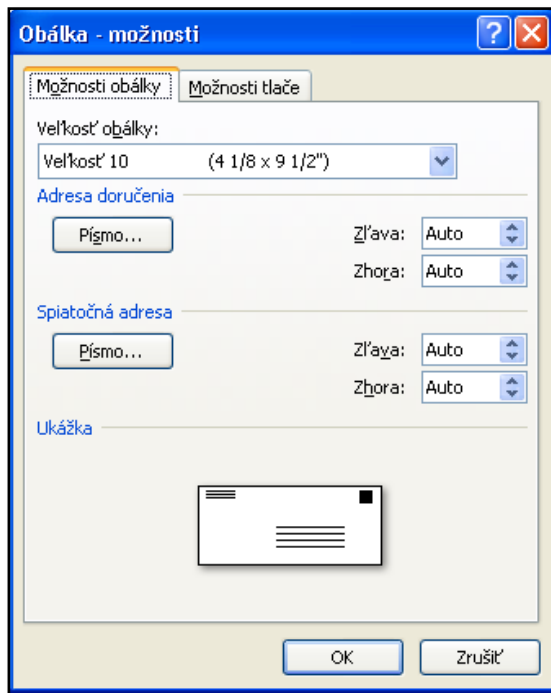 Obálka - možnosti
Možnosti obálky Možnosti tlače
Veľkosť obálky:
Veľkosť 10 (4 1/8 x 9 1/2")
Adresa doručenia
Písmo... Zľava: Auto
Zhora: Auto
Spiatočná adresa
Písmo... Zľava: Auto
Zhora: Auto
Ukážka
OK Zrušiť